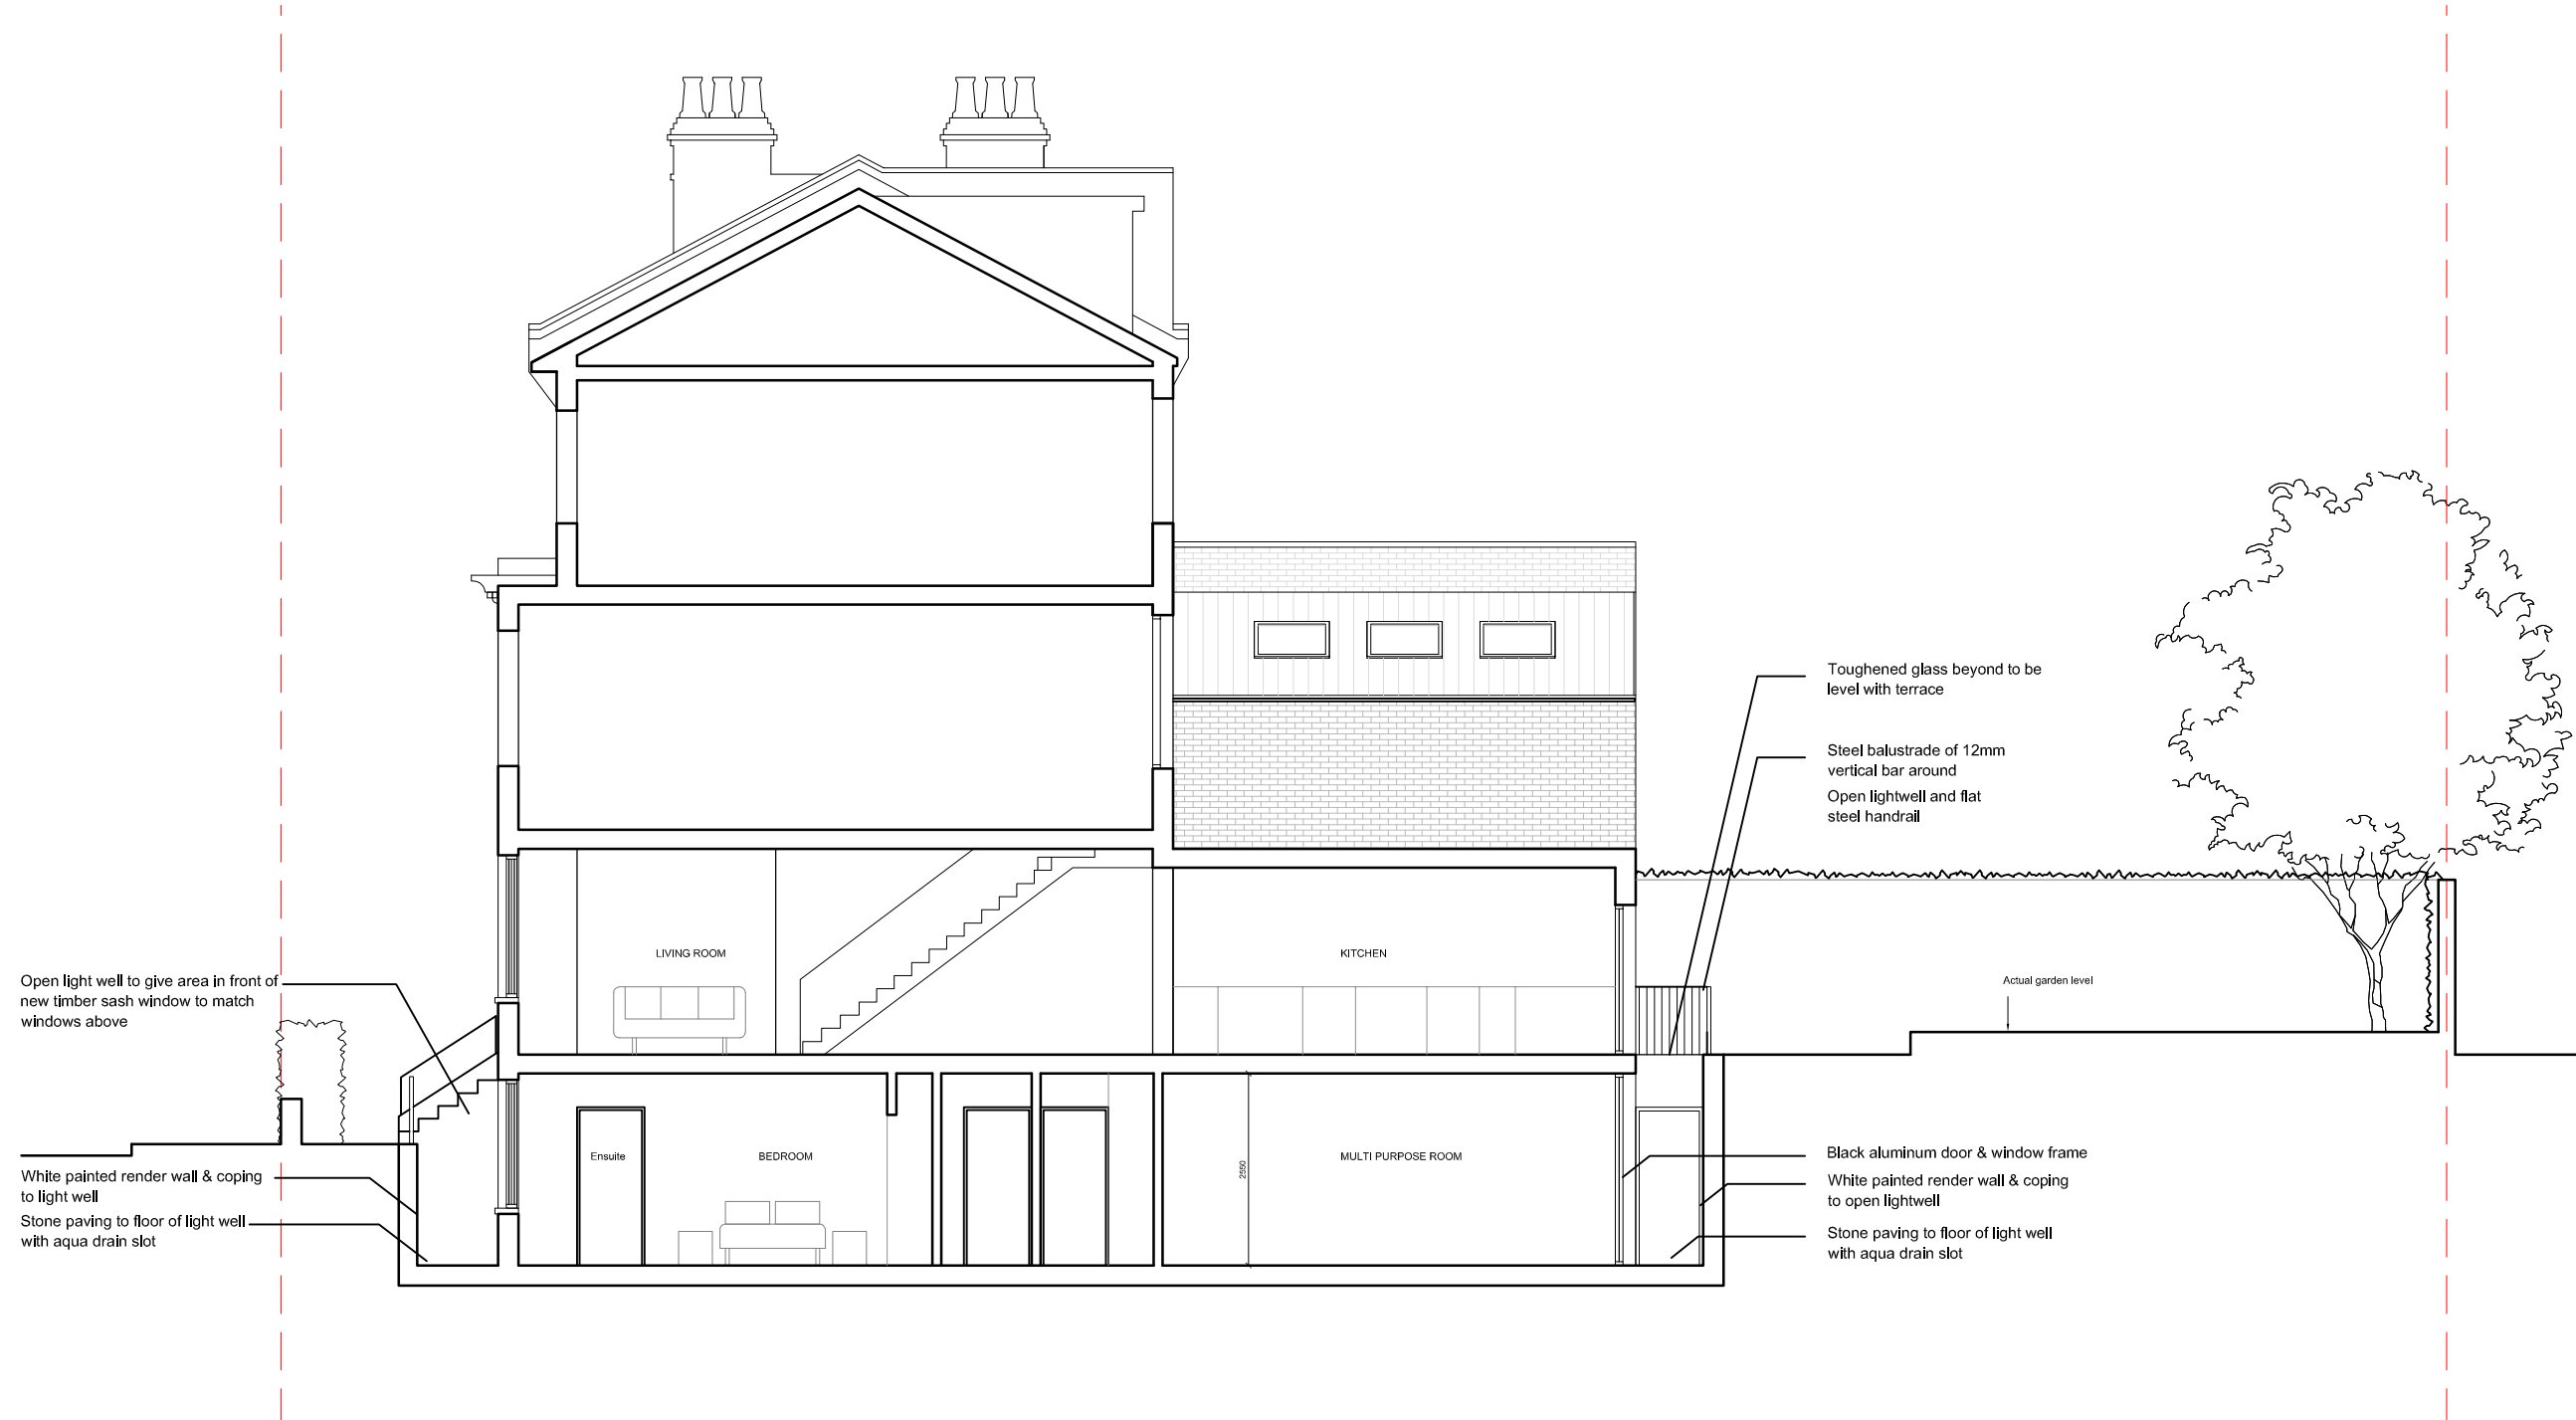 Toughened glass beyond to be
level with terrace
Steel balustrade of 12mm
vertical bar around
Open lightwell and flat
steel handrail
LIVING ROOM
KITCHEN
Actual garden level
Open light well to give area in front of
new timber sash window to match
windows above
Ensuite
BEDROOM
2550
MULTI PURPOSE ROOM
White painted render wall & coping
to light well
Stone paving to floor of light well
with aqua drain slot
Black aluminum door & window frame
White painted render wall & coping
to open lightwell
Stone paving to floor of light well
with aqua drain slot